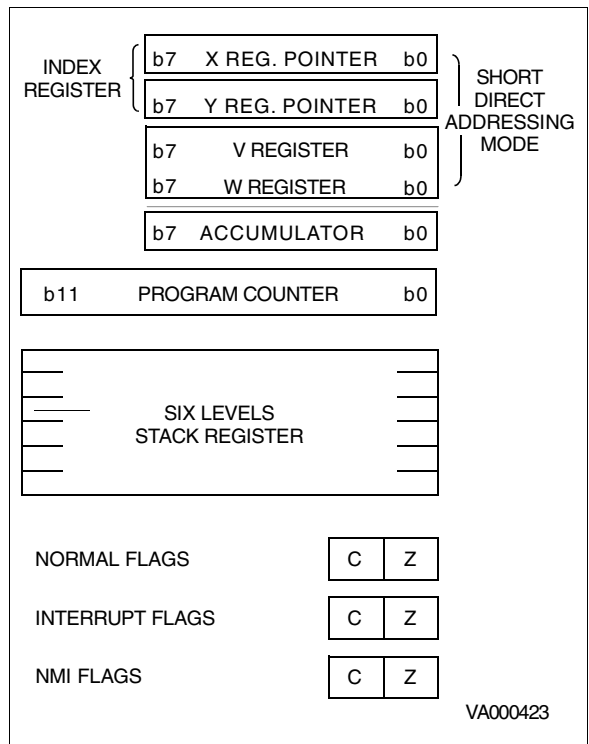 INDEX
REGISTER
b7 X REG. POINTER b0
b7 Y REG. POINTER b0
b7 V REGISTER b0
b7 W REGISTER b0
SHORT
DIRECT
ADDRESSING
MODE
b7 ACCUMULATOR b0
b11 PROGRAM COUNTER b0
SIX LEVELS
STACK REGISTER
NORMAL FLAGS C Z
INTERRUPT FLAGS C Z
NMI FLAGS C Z
VA000423